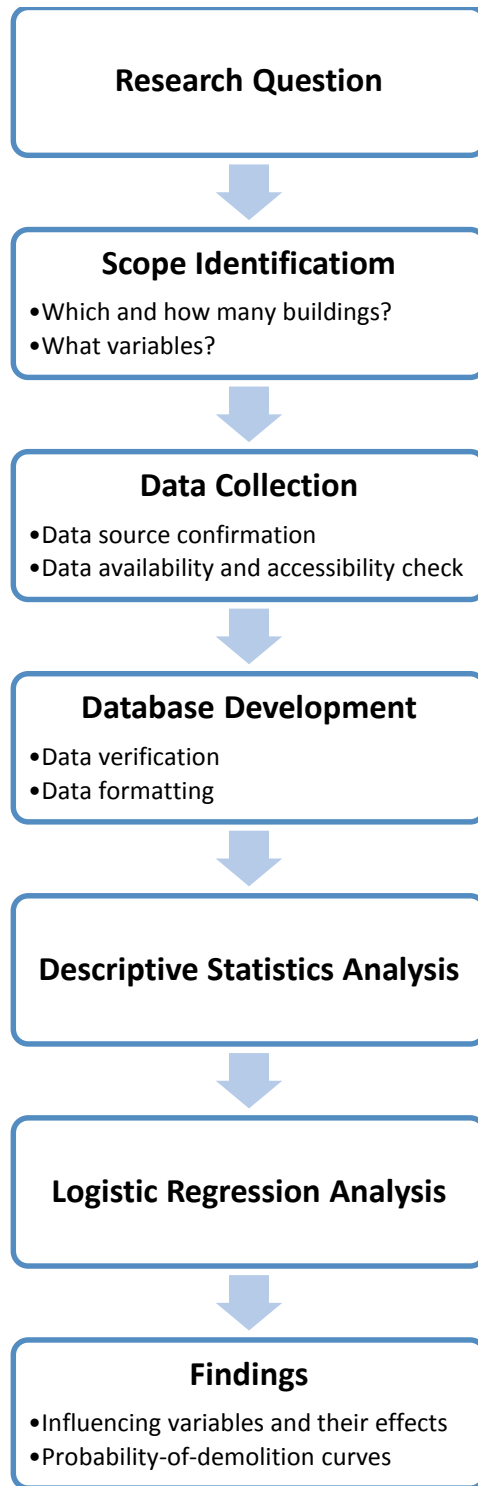 Research Question
Scope Identificatiom
•Which and how many buildings?
•What variables?
Data Collection
•Data source confirmation
•Data availability and accessibility check
Database Development
•Data verification
•Data formatting
Descriptive Statistics Analysis
Logistic Regression Analysis
Findings
•Influencing variables and their effects
•Probability-of-demolition curves